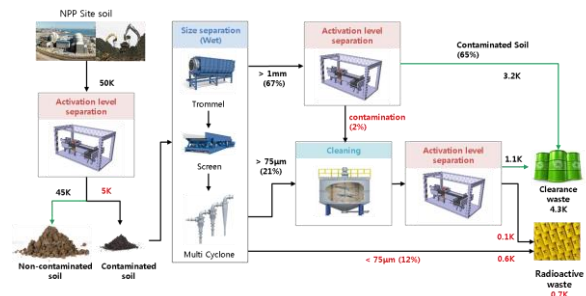 NPP Site soil
50K
Activation level
separation
45K
5K
Non-contaminated
soil
Contaminated
soil
Size separation
(Wet)
Trommel
Screen
Multi Cyclone
> 1mm
(67%)
> 75μm
(21%)
Activation level
separation
contamination
(2%)
Cleaning
Activation level
separation
Contaminated Soil
(65%)
3.2K
1.1K
Clearance
waste
4.3K
0.1K
< 75μm (12%)
0.6K
Radioactive
waste
0.7K